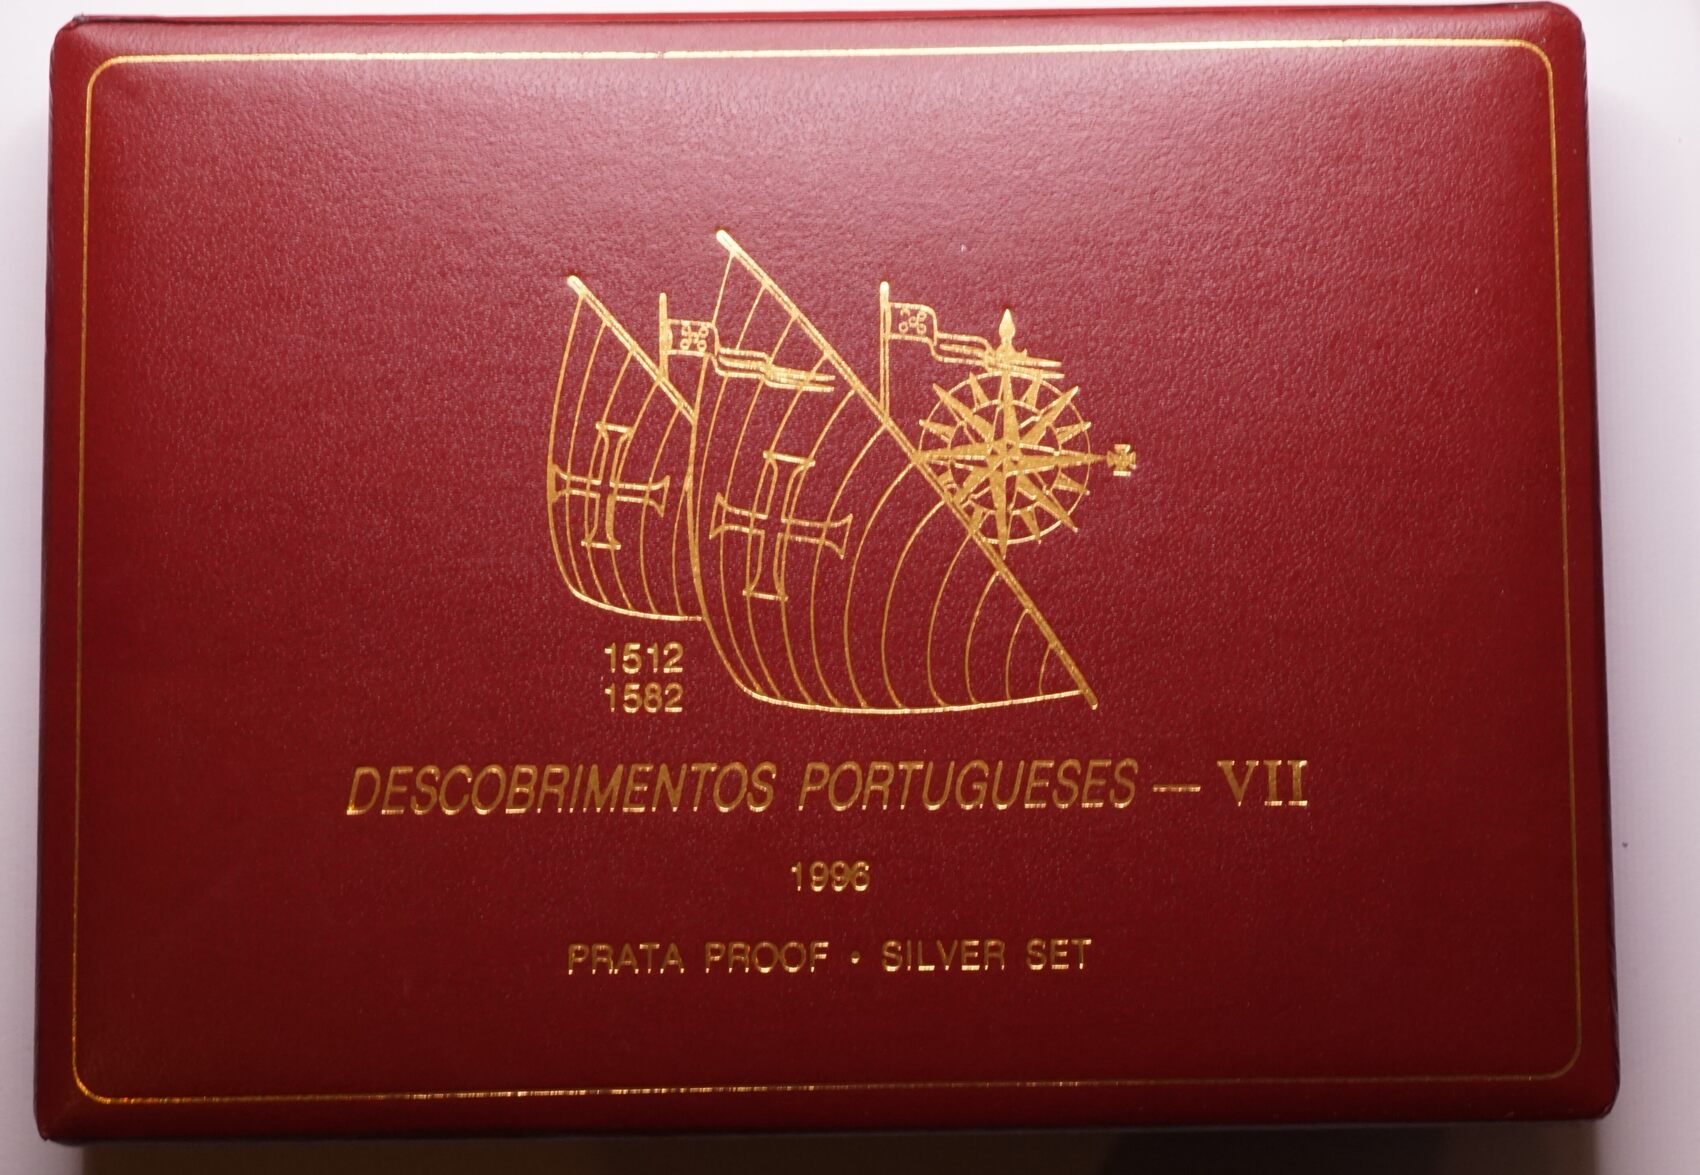 1512
1582
DESCOBRIMENTOS PORTUGUESES — VII
1996
PRATA PROOF • SILVER SET